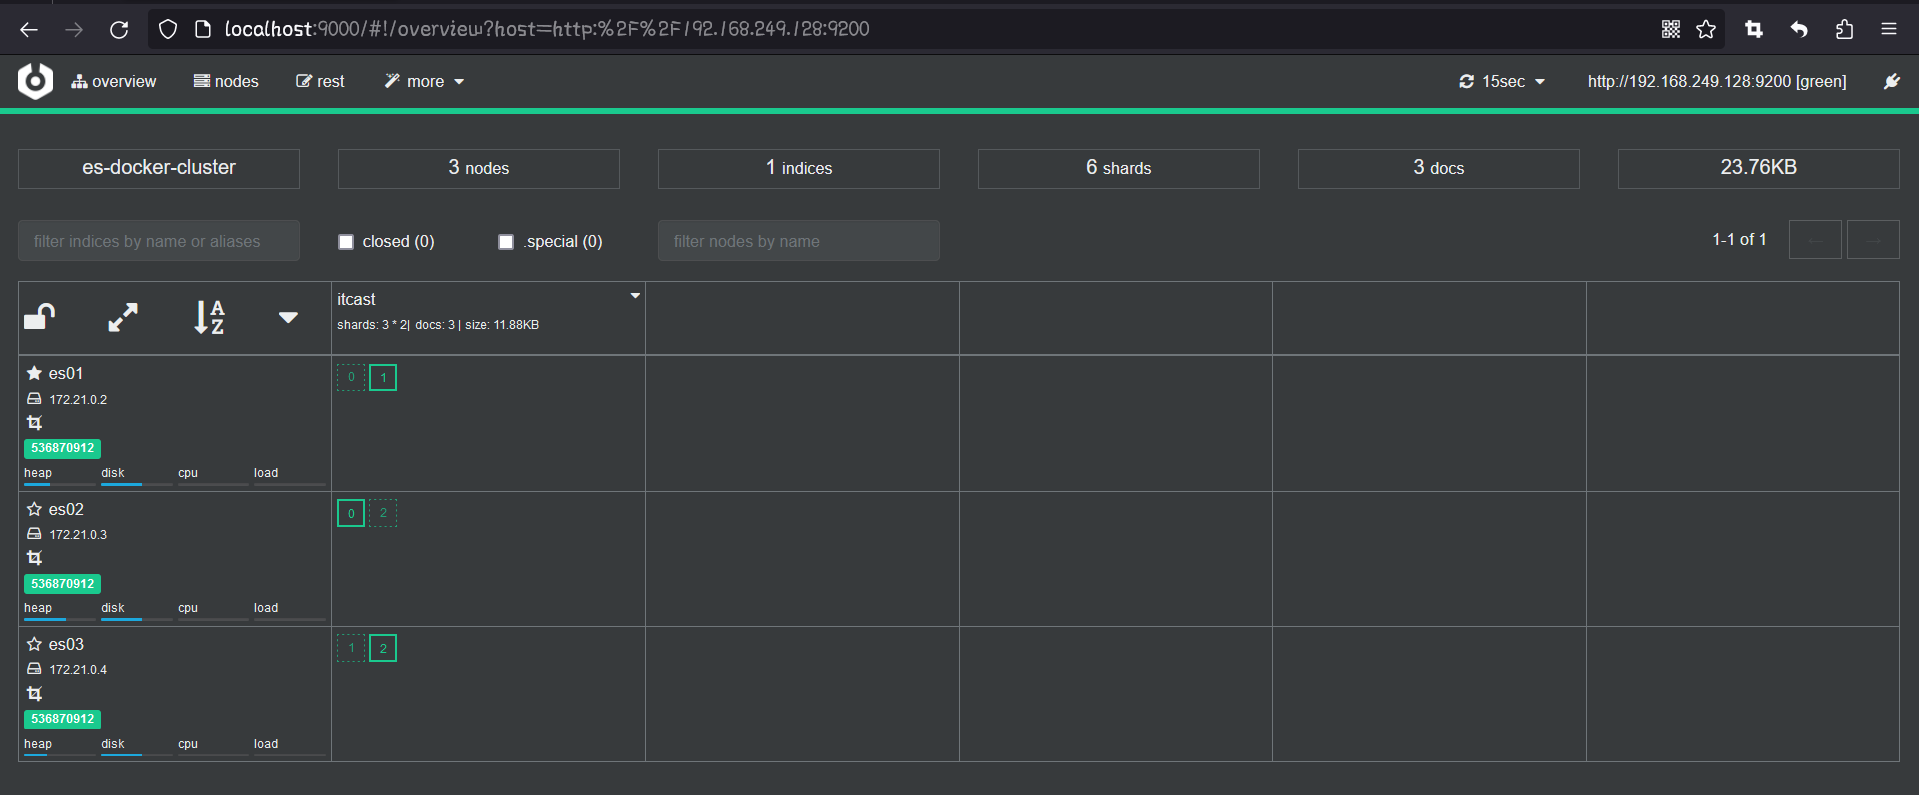 localhost:9000/#!/overview?host=http:%2F%2F192.168.249.128:9200
overview nodes rest more 15sec http://192.168.249.128:9200 [green]
es-docker-cluster 3 nodes 1 indices 6 shards 3 docs 23.76KB
filter indices by name or aliases closed (0) .special (0) filter nodes by name 1-1 of 1
itcast
shards: 3 * 2| docs: 3 | size: 11.88KB
es01
0 1
172.21.0.2
536870912
heap disk cpu load
es02
0 2
172.21.0.3
536870912
heap disk cpu load
es03
1 2
172.21.0.4
536870912
heap disk cpu load